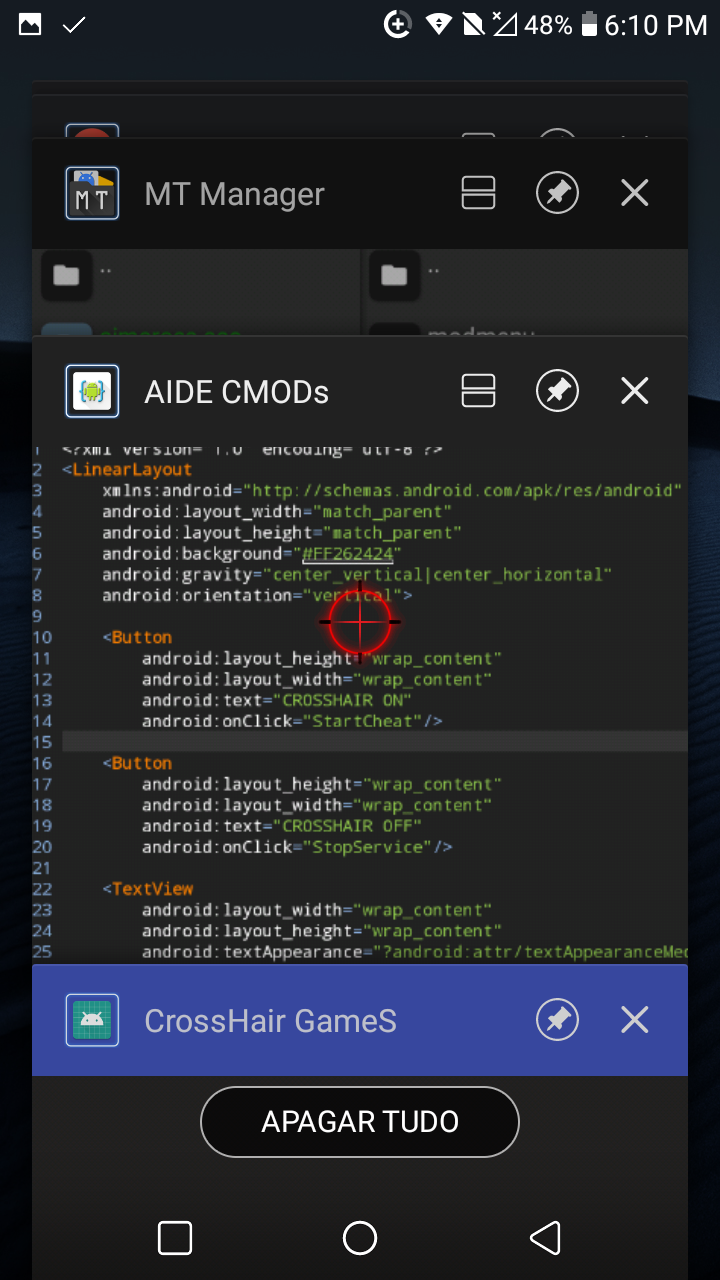 48% 6:10 PM
MT Manager
..
..
AIDE CMODs
1 <?xml version="1.0" encoding="utf-8"?>
2 <LinearLayout
3 xmlns:android="http://schemas.android.com/apk/res/android"
4 android:layout_width="match_parent"
5 android:layout_height="match_parent"
6 android:background="#FF262424"
7 android:gravity="center_vertical|center_horizontal"
8 android:orientation="vertical">
9
10 <Button
11 android:layout_height="wrap_content"
12 android:layout_width="wrap_content"
13 android:text="CROSSHAIR ON"
14 android:onClick="StartCheat"/>
15
16 <Button
17 android:layout_height="wrap_content"
18 android:layout_width="wrap_content"
19 android:text="CROSSHAIR OFF"
20 android:onClick="StopService"/>
21
22 <TextView
23 android:layout_width="wrap_content"
24 android:layout_height="wrap_content"
25 android:textAppearance="?android:attr/textAppearanceMed
CrossHair GameS
APAGAR TUDO